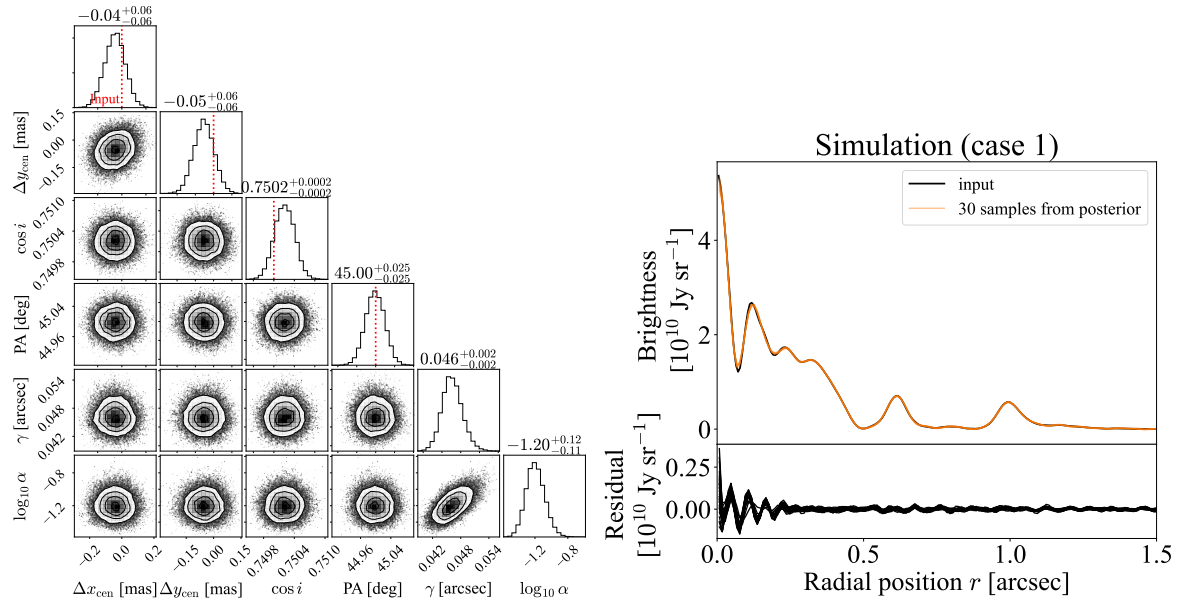 −0.04+0.06−0.06
Input
−0.05+0.06−0.06
0.7502+0.0002−0.0002
45.00+0.025−0.025
0.046+0.002−0.002
−1.20+0.12−0.11
Δycen [mas]
0.15
0.00
−0.15
cos i
0.7510
0.7504
0.7498
PA [deg]
45.04
44.96
γ [arcsec]
0.054
0.048
0.042
log10 α
−0.8
−1.2
−0.2
0.0
0.2
−0.15
0.00
0.15
0.7498
0.7504
0.7510
44.96
45.04
0.042
0.048
0.054
−1.2
−0.8
Δxcen [mas]
Δycen [mas]
cos i
PA [deg]
γ [arcsec]
log10 α
Simulation (case 1)
input
30 samples from posterior
Brightness
[10^10 Jy sr−1]
4
2
0
Residual
[10^10 Jy sr−1]
0.25
0.00
0.0
0.5
1.0
1.5
Radial position r [arcsec]